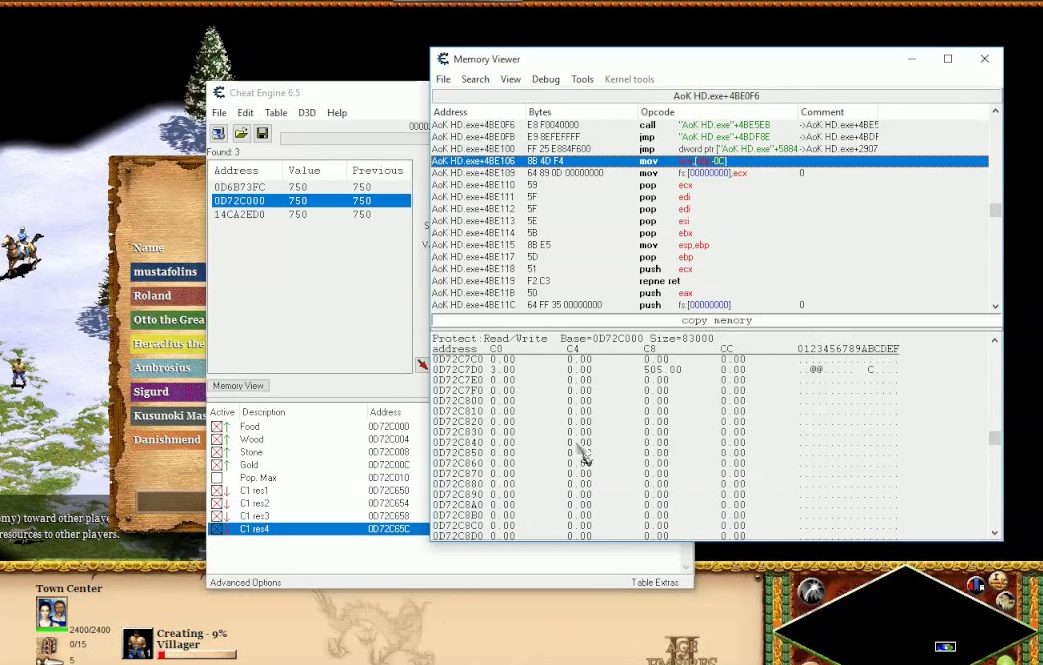 Memory Viewer
File Search View Debug Tools Kernel tools
AoK HD.exe+4BE0F6
Address Bytes Opcode Comment
AoK HD.exe+4BE0F6 E8 F0040000 call "AoK HD.exe"+4BE5EB ->AoK HD.exe+4BE5
AoK HD.exe+4BE0FB E9 8EFEFFFF jmp "AoK HD.exe"+4BDF8E ->AoK HD.exe+4BDF
AoK HD.exe+4BE100 FF 25 E884F600 jmp dword ptr ["AoK HD.exe"+5884 ->AoK HD.exe+2907
AoK HD.exe+4BE106 8B 4D F4 mov
AoK HD.exe+4BE109 64 89 0D 00000000 mov fs:[00000000],ecx 0
AoK HD.exe+4BE110 59 pop ecx
AoK HD.exe+4BE111 5F pop edi
AoK HD.exe+4BE112 5F pop edi
AoK HD.exe+4BE113 5E pop esi
AoK HD.exe+4BE114 5B pop ebx
AoK HD.exe+4BE115 8B E5 mov esp,ebp
AoK HD.exe+4BE117 5D pop ebp
AoK HD.exe+4BE118 51 push ecx
AoK HD.exe+4BE119 F2 C3 repne ret
AoK HD.exe+4BE11B 50 push eax
AoK HD.exe+4BE11C 64 FF 35 00000000 push fs:[00000000] 0
copy memory
Protect:Read/Write Base=0D72C000 Size=83000
address C0 C4 C8 CC 0123456789ABCDEF
0D72C7C0 0.00 0.00 0.00 0.00
0D72C7D0 3.00 0.00 505.00 0.00 ..@@...... C....
0D72C7E0 0.00 0.00 0.00 0.00
0D72C7F0 0.00 0.00 0.00 0.00
0D72C800 0.00 0.00 0.00 0.00
0D72C810 0.00 0.00 0.00 0.00
0D72C820 0.00 0.00 0.00 0.00
0D72C830 0.00 0.00 0.00 0.00
0D72C840 0.00 0.00 0.00 0.00
0D72C850 0.00 0.00 0.00
0D72C860 0.00 0.00 0.00
0D72C870 0.00 0.00 0.00 0.00
0D72C880 0.00 0.00 0.00 0.00
0D72C890 0.00 0.00 0.00 0.00
0D72C8A0 0.00 0.00 0.00 0.00
0D72C8B0 0.00 0.00 0.00 0.00
0D72C8C0 0.00 0.00 0.00 0.00
0D72C8D0 0.00 0.00 0.00 0.00
Cheat Engine 6.5
File Edit Table D3D Help
Found: 3
Address Value Previous
0D6B73FC 750 750
0D72C000 750 750
14CA2ED0 750 750
Memory View
Active Description Address
Food 0D72C000
Wood 0D72C004
Stone 0D72C008
Gold 0D72C00C
Pop. Max 0D72C010
C1 res1 0D72C650
C1 res2 0D72C654
C1 res3 0D72C658
C1 res4 0D72C65C
Advanced Options Table Extras
Name
mustafolins
Roland
Otto the Grea
Heraclius the
Ambrosius
Sigurd
Kusunoki Mas
Danishmend
emy) toward other playe
resources to other players.
Town Center
2400/2400
0/15
5
Creating - 9%
Villager
1
AGE
EMPIRES